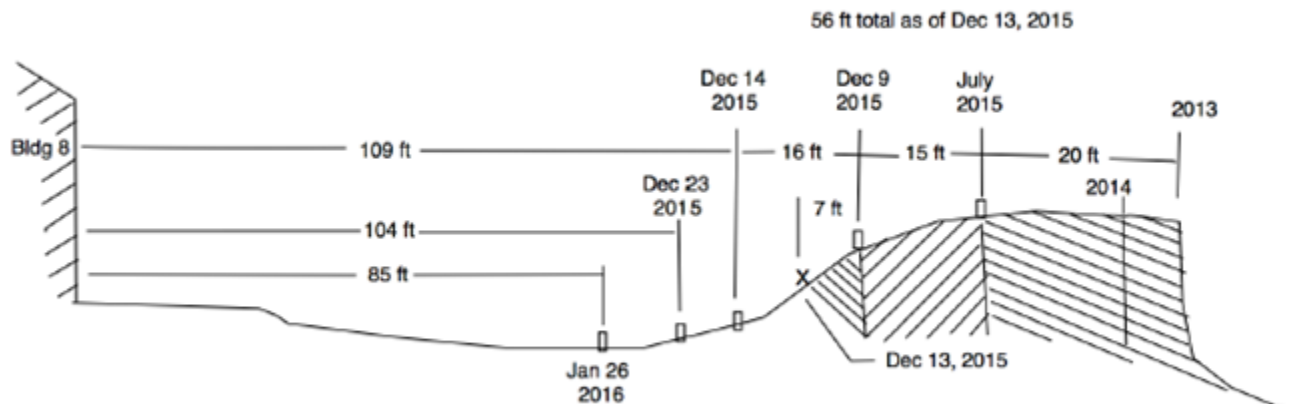 56 ft total as of Dec 13, 2015
Dec 14
2015
Dec 9
2015
July
2015
2013
Bldg 8
109 ft
16 ft
15 ft
20 ft
Dec 23
2015
7 ft
2014
104 ft
85 ft
X
Dec 13, 2015
Jan 26
2016